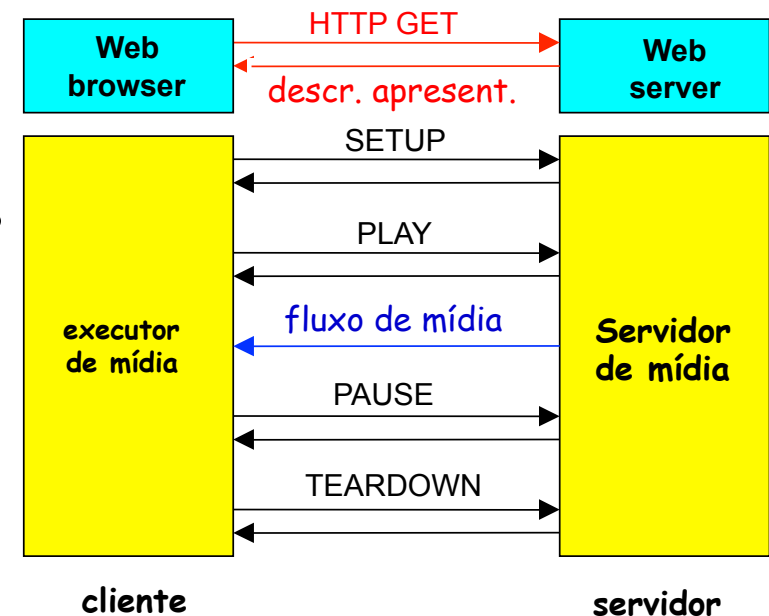 HTTP GET
Web
browser
Web
server
descr. apresent.
SETUP
PLAY
fluxo de mídia
executor
de mídia
Servidor
de mídia
PAUSE
TEARDOWN
cliente
servidor